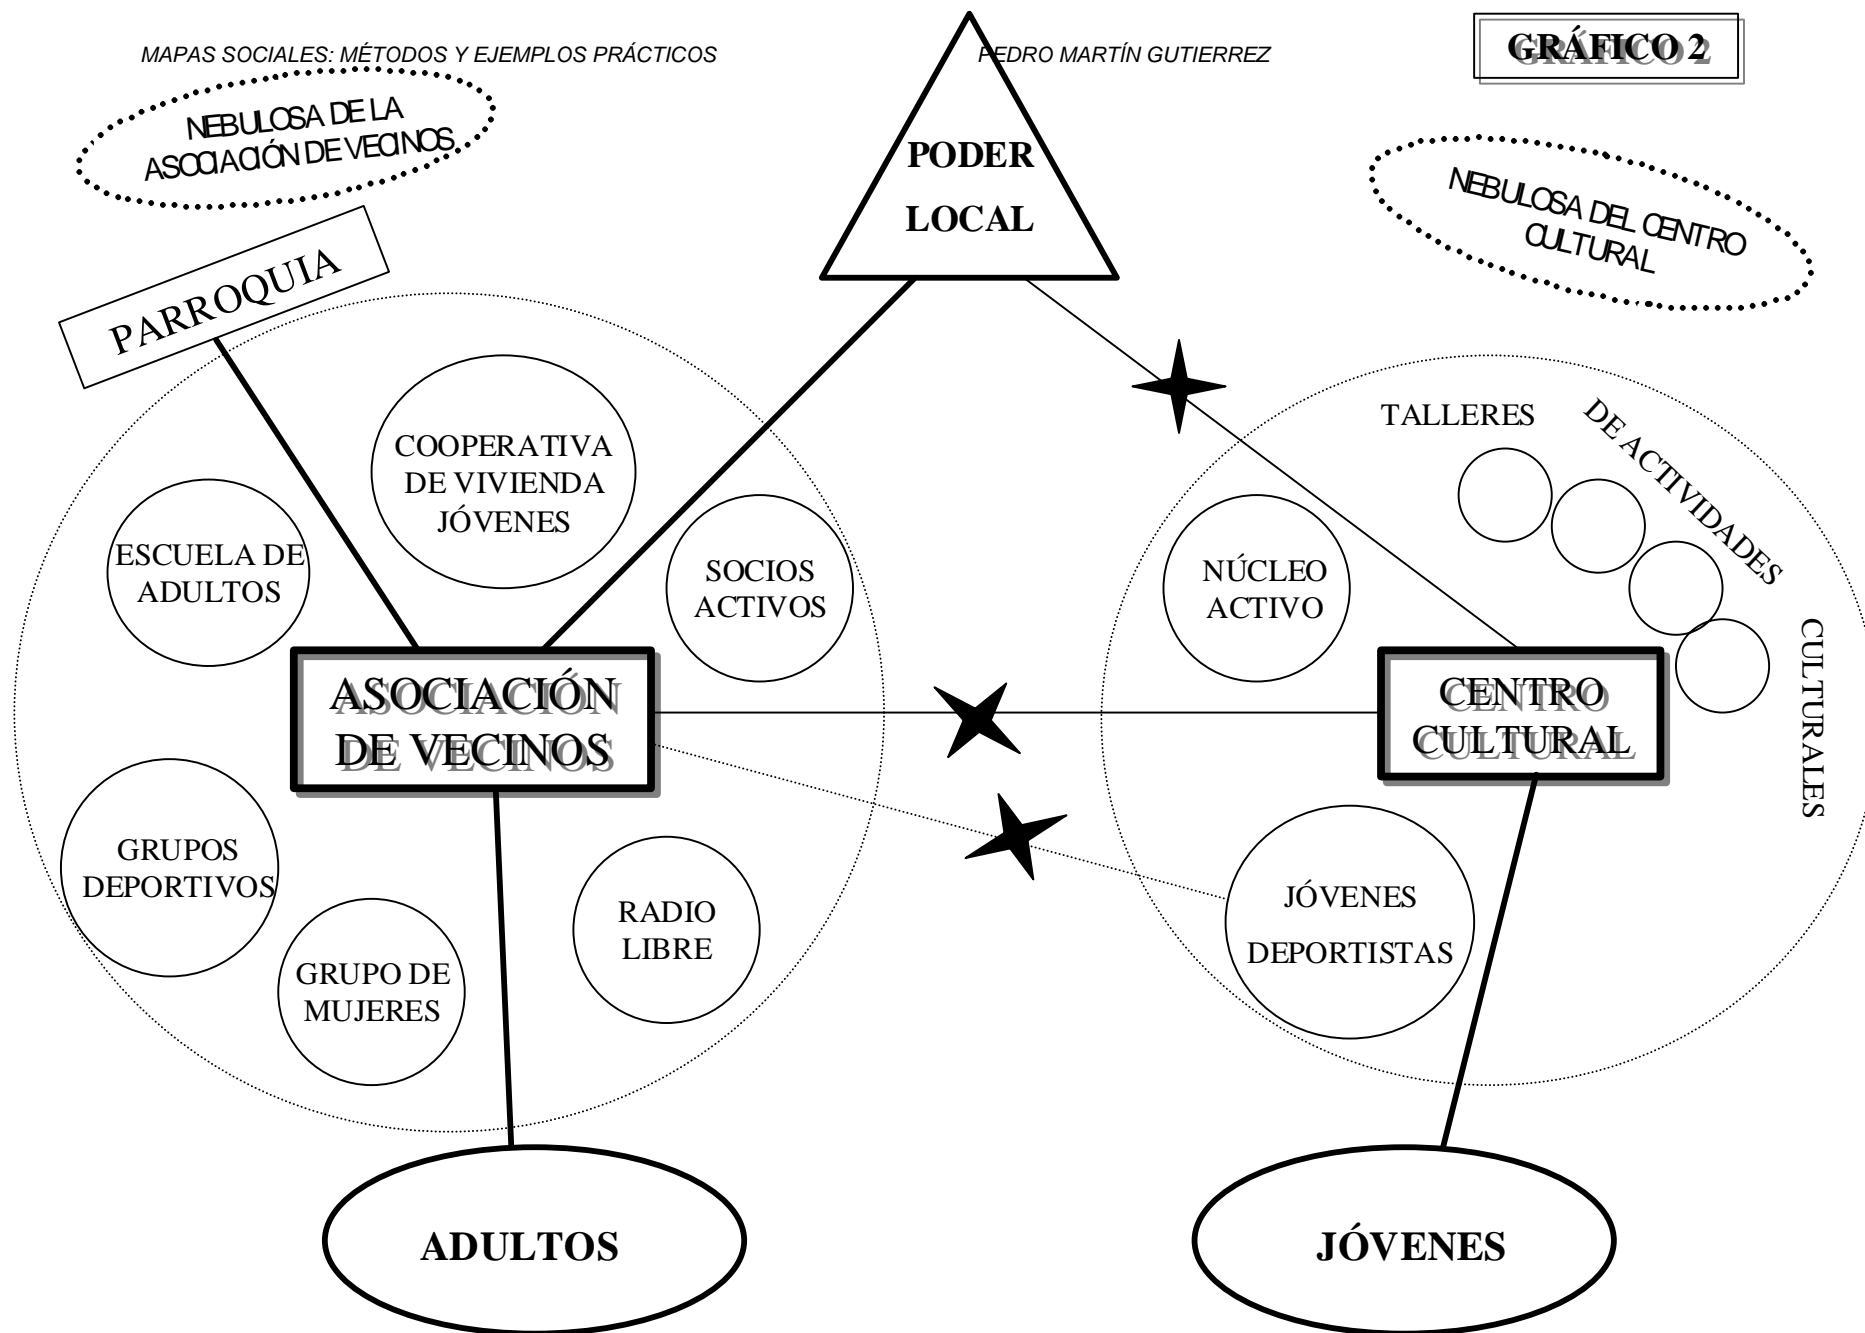 MAPAS SOCIALES: MÉTODOS Y EJEMPLOS PRÁCTICOS
PEDRO MARTÍN GUTIERREZ
GRÁFICO 2
NEBULOSA DE LA
ASOCIACIÓN DE VECINOS
PODER
LOCAL
NEBULOSA DEL CENTRO
CULTURAL
PARROQUIA
COOPERATIVA
DE VIVIENDA
JÓVENES
ESCUELA DE
ADULTOS
SOCIOS
ACTIVOS
NÚCLEO
ACTIVO
TALLERES
DE ACTIVIDADES
CULTURALES
ASOCIACIÓN
DE VECINOS
CENTRO
CULTURAL
GRUPOS
DEPORTIVOS
GRUPO DE
MUJERES
RADIO
LIBRE
JÓVENES
DEPORTISTAS
ADULTOS
JÓVENES